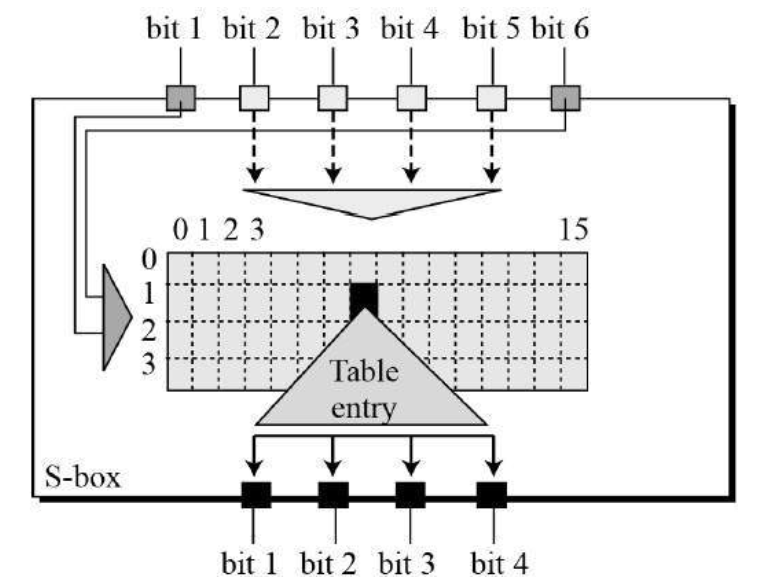 bit 1 bit 2 bit 3 bit 4 bit 5 bit 6
0 1 2 3 15
0
1
2
3
Table
entry
S-box
bit 1 bit 2 bit 3 bit 4